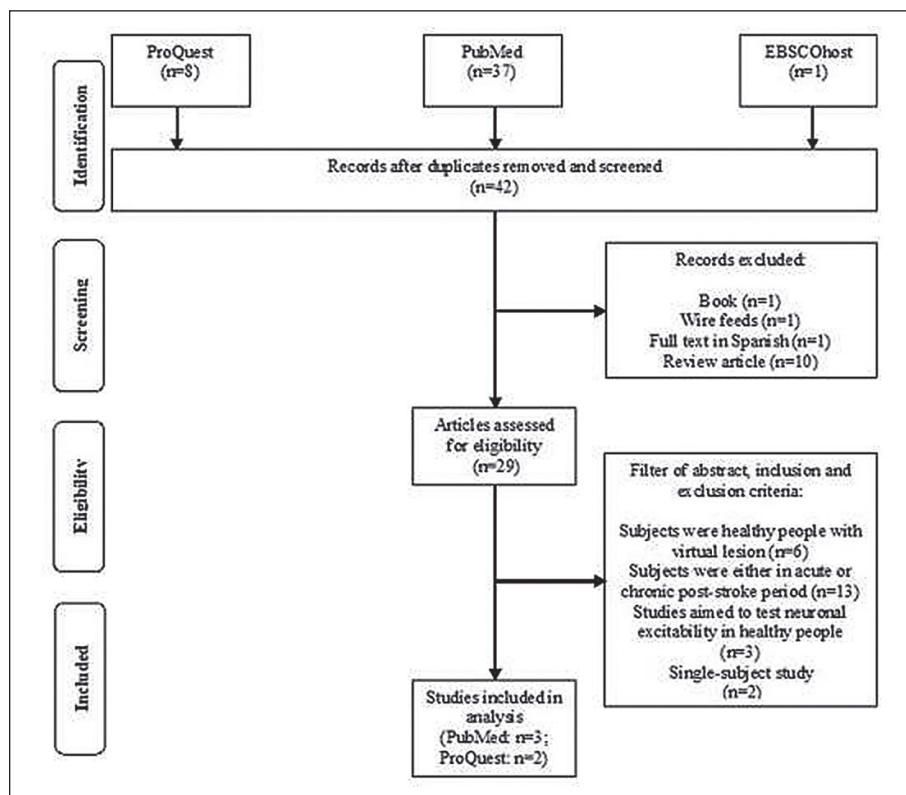 ProQuest
(n=8)
PubMed
(n=37)
EBSCOhost
(n=1)
Identification
Records after duplicates removed and screened
(n=42)
Screening
Records excluded:
Book (n=1)
Wire feeds (n=1)
Full text in Spanish (n=1)
Review article (n=10)
Eligibility
Articles assessed
for eligibility
(n=29)
Filter of abstract, inclusion and
exclusion criteria:
Subjects were healthy people with
virtual lesion (n=6)
Subjects were either in acute or
chronic post-stroke period (n=13)
Studies aimed to test neuronal
excitability in healthy people
(n=3)
Single-subject study
(n=2)
Included
Studies included in
analysis
(PubMed: n=3;
ProQuest: n=2)